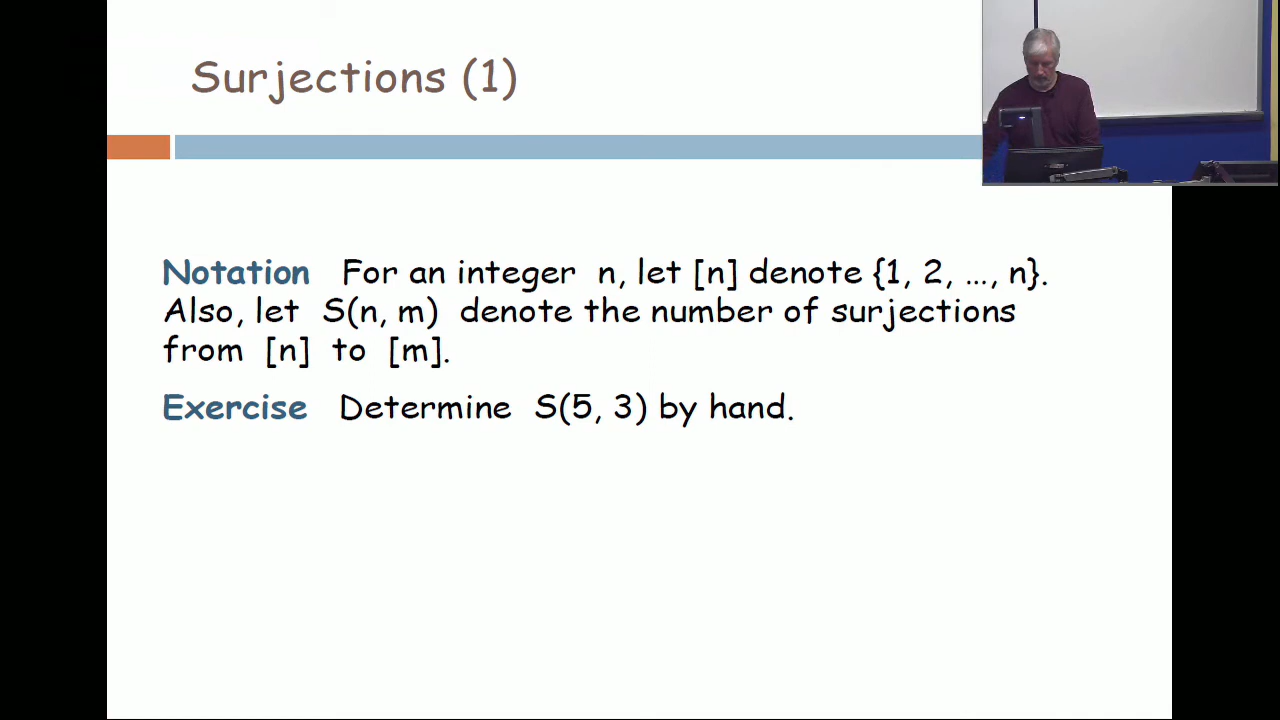 Surjections (1)
Notation For an integer n, let [n] denote {1, 2, …, n}.
Also, let S(n, m) denote the number of surjections
from [n] to [m].
Exercise Determine S(5, 3) by hand.